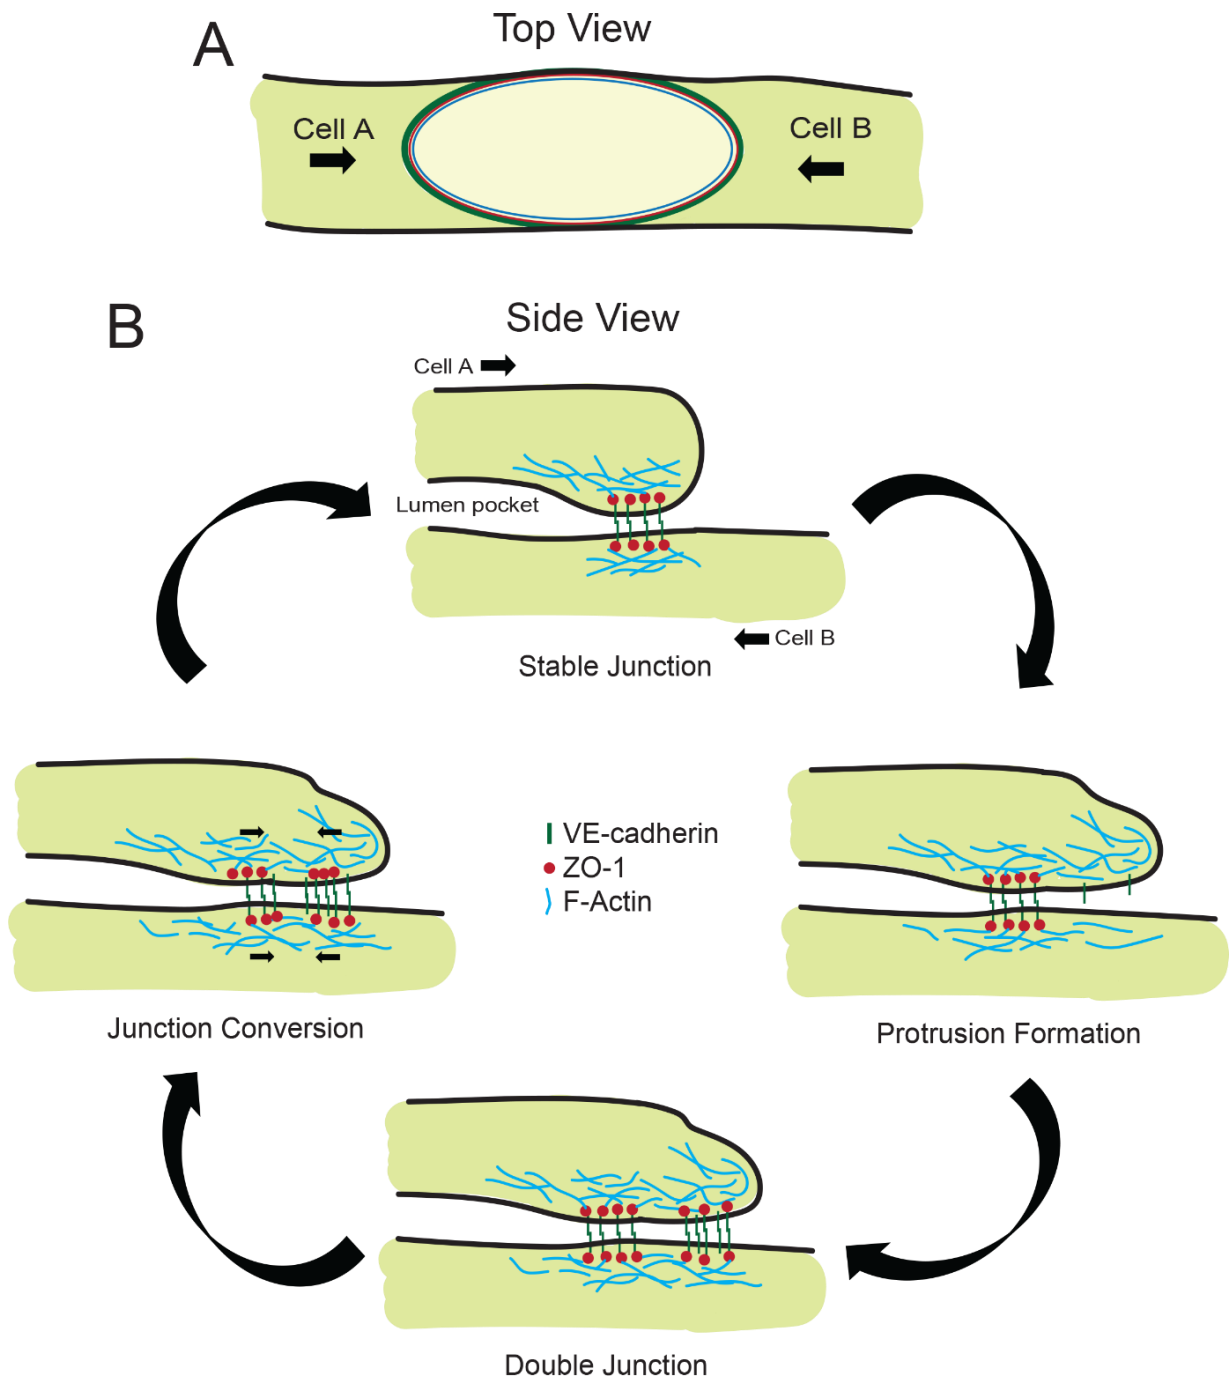 A
Top View
Cell A
Cell B
B
Side View
Cell A
Lumen pocket
Cell B
Stable Junction
VE-cadherin
ZO-1
F-Actin
Junction Conversion
Protrusion Formation
Double Junction